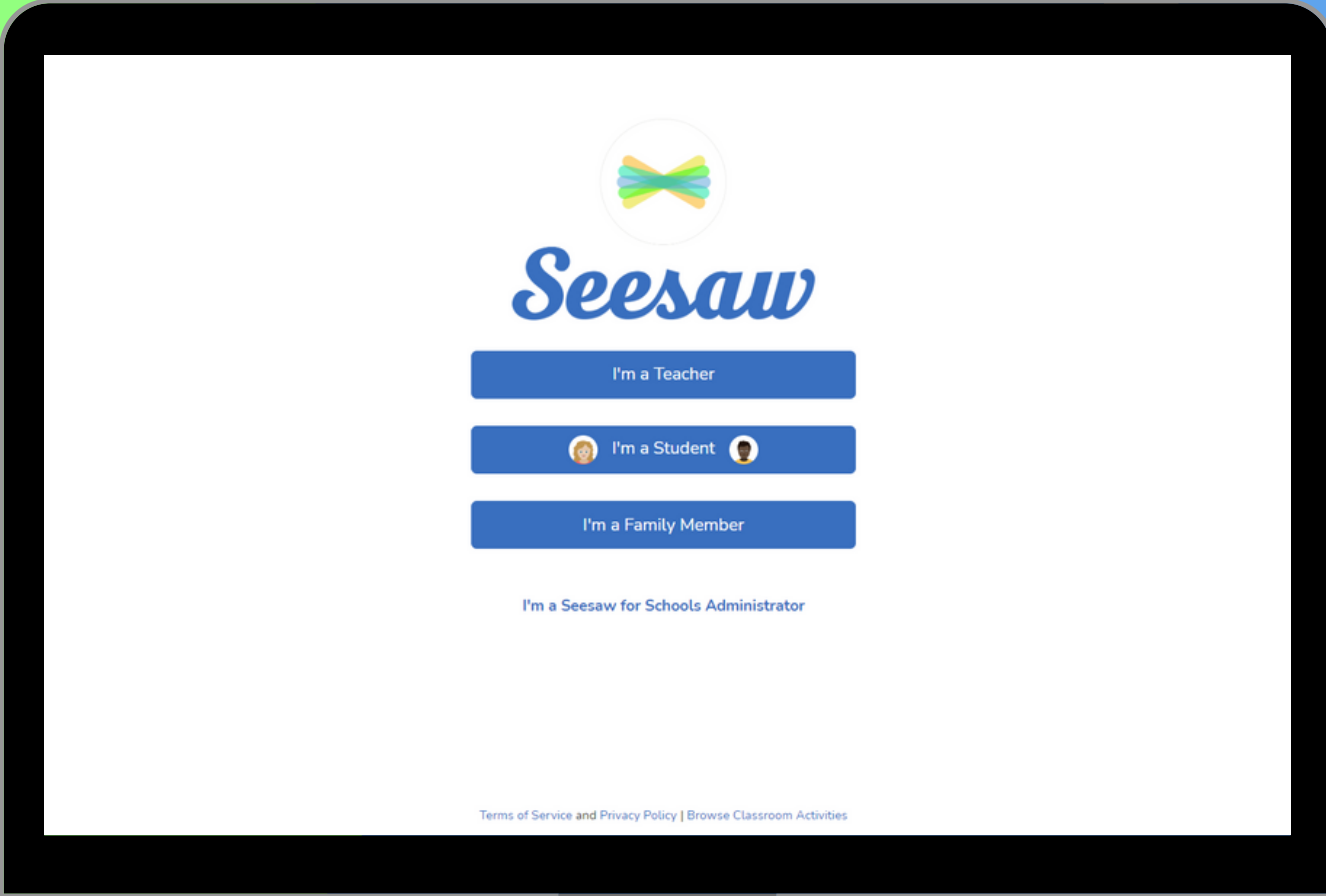 Seesaw
I'm a Teacher
I'm a Student
I'm a Family Member
I'm a Seesaw for Schools Administrator
Terms of Service and Privacy Policy | Browse Classroom Activities